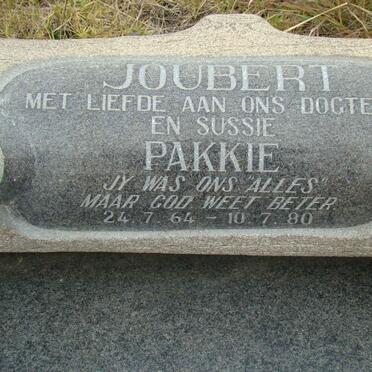 JOUBERT
MET LIEFDE AAN ONS DOGTE
EN SUSSIE
PAKKIE
"JY WAS "ONS ALLES"
MAAR GOD WEET BETER
24.7.64 - 10.7.80